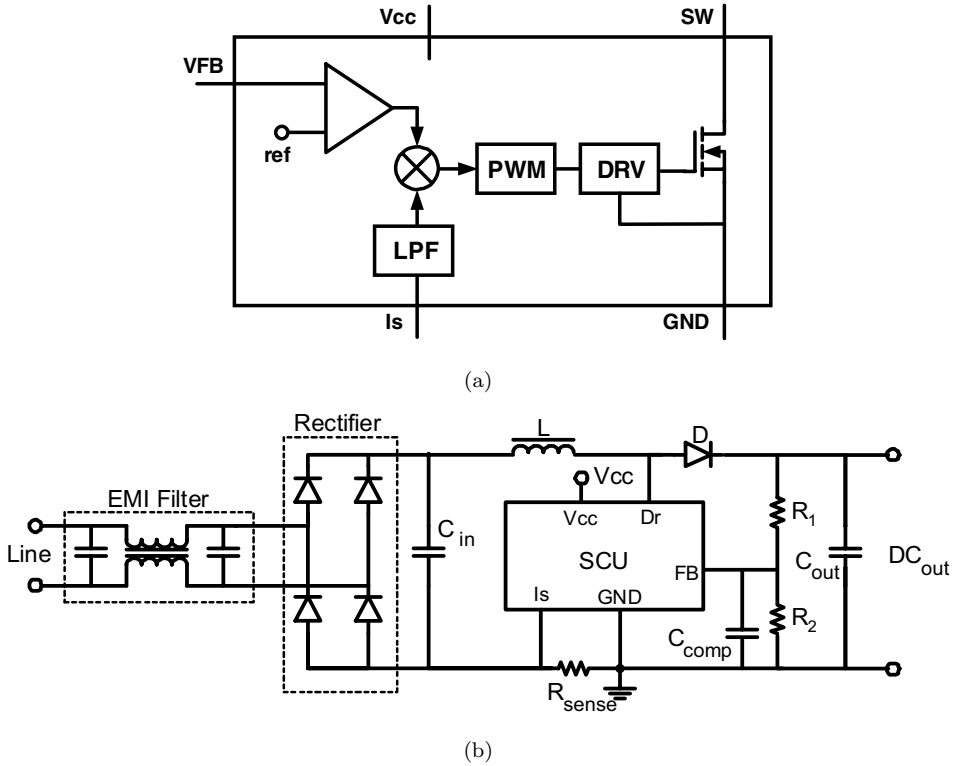 Vcc
SW
VFB
ref
PWM
DRV
LPF
Is
GND
(a)
Rectifier
L
D
EMI Filter
Vcc
Vcc
Dr
R1
Line
Cin
SCU
FB
Cout
DCout
Is
GND
R2
Ccomp
Rsense
(b)